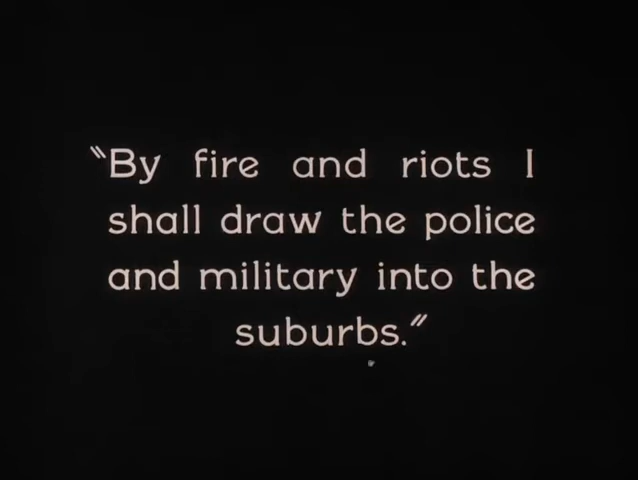 "By fire and riots I
shall draw the police
and military into the
suburbs."